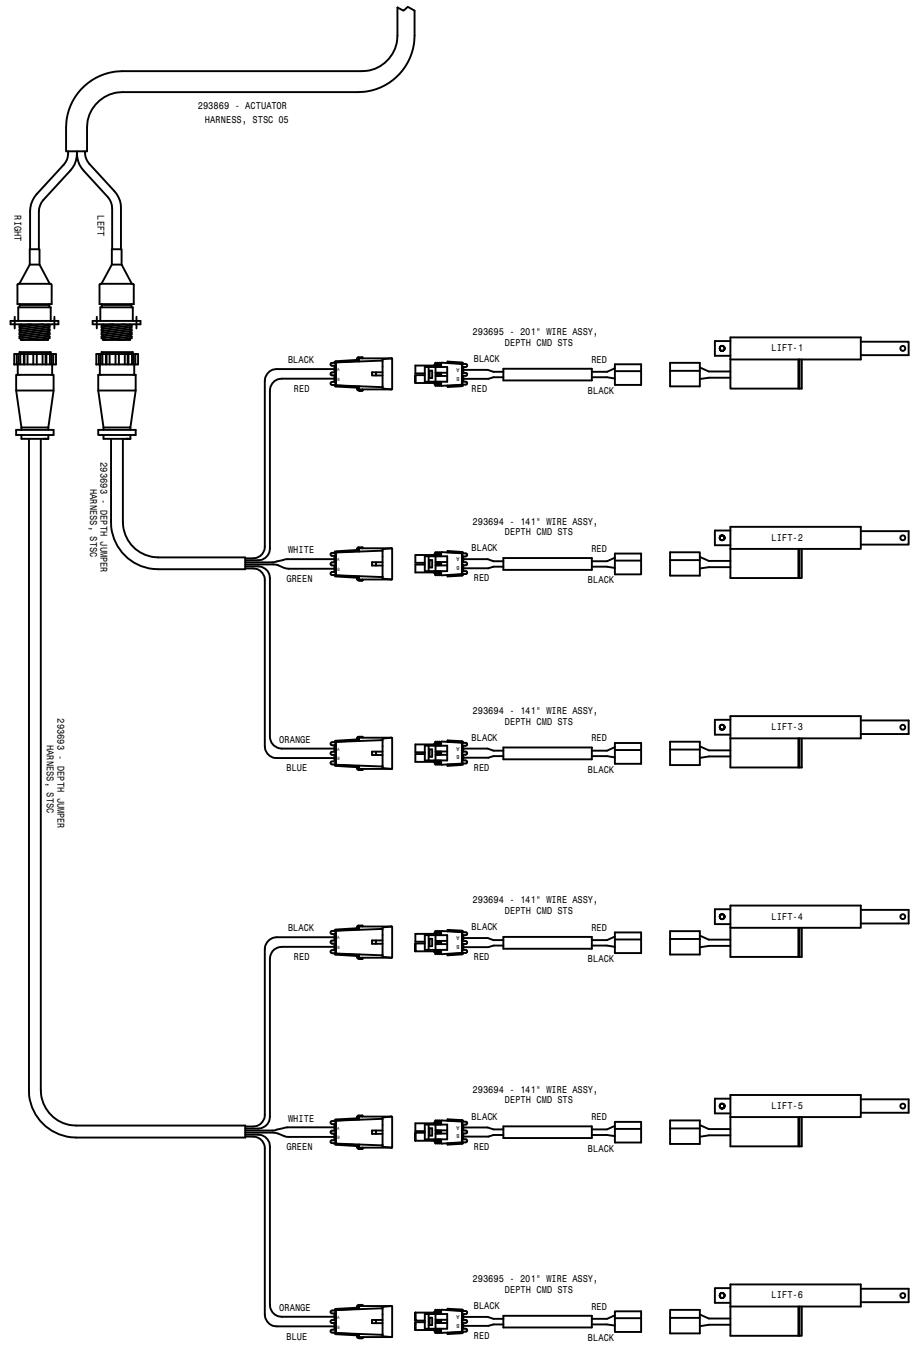 293869 - ACTUATOR
HARNESS, STSC 05
RIGHT
LEFT
293693 - DEPTH JUMPER
HARNESS, STSC
293693 - DEPTH JUMPER
HARNESS, STSC
BLACK
RED
A
B
293695 - 201" WIRE ASSY,
DEPTH CMD STS
BLACK
RED
A
B
RED
BLACK
LIFT-1
WHITE
GREEN
A
B
293694 - 141" WIRE ASSY,
DEPTH CMD STS
BLACK
RED
A
B
RED
BLACK
LIFT-2
ORANGE
BLUE
A
B
293694 - 141" WIRE ASSY,
DEPTH CMD STS
BLACK
RED
A
B
RED
BLACK
LIFT-3
BLACK
RED
A
B
293694 - 141" WIRE ASSY,
DEPTH CMD STS
BLACK
RED
A
B
RED
BLACK
LIFT-4
WHITE
GREEN
A
B
293694 - 141" WIRE ASSY,
DEPTH CMD STS
BLACK
RED
A
B
RED
BLACK
LIFT-5
ORANGE
BLUE
A
B
293695 - 201" WIRE ASSY,
DEPTH CMD STS
BLACK
RED
A
B
RED
BLACK
LIFT-6